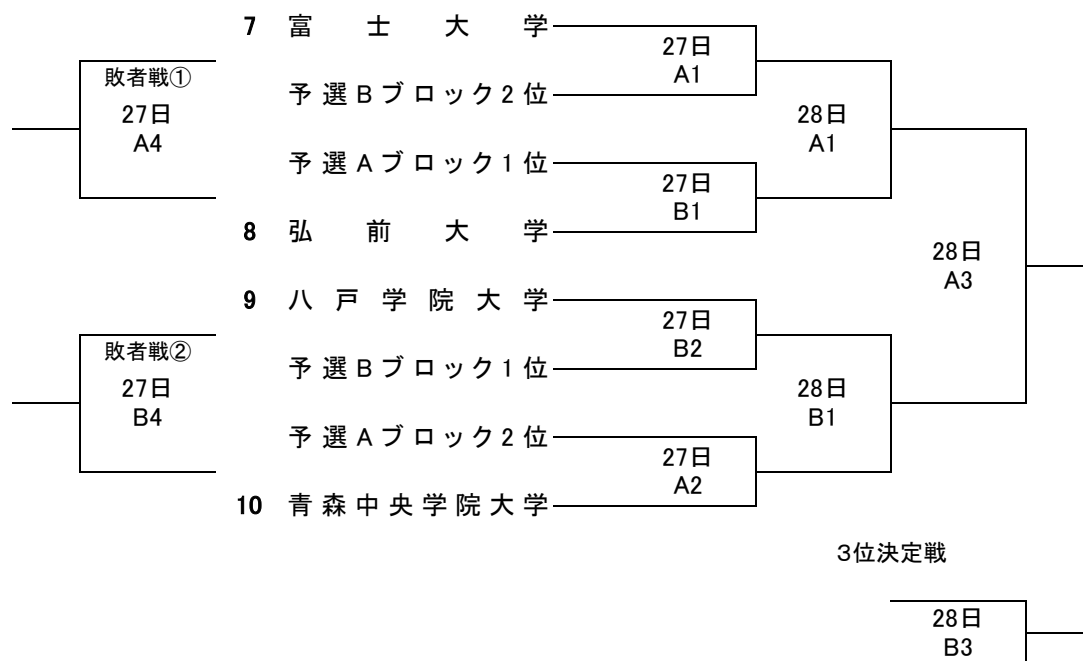 7 富士大学
27日
A1
敗者戦①
27日
A4
予選Bブロック2位
28日
A1
予選Aブロック1位
27日
B1
8 弘前大学
28日
A3
9 八戸学院大学
27日
B2
敗者戦②
27日
B4
予選Bブロック1位
28日
B1
予選Aブロック2位
27日
A2
10 青森中央学院大学
3位決定戦
28日
B3